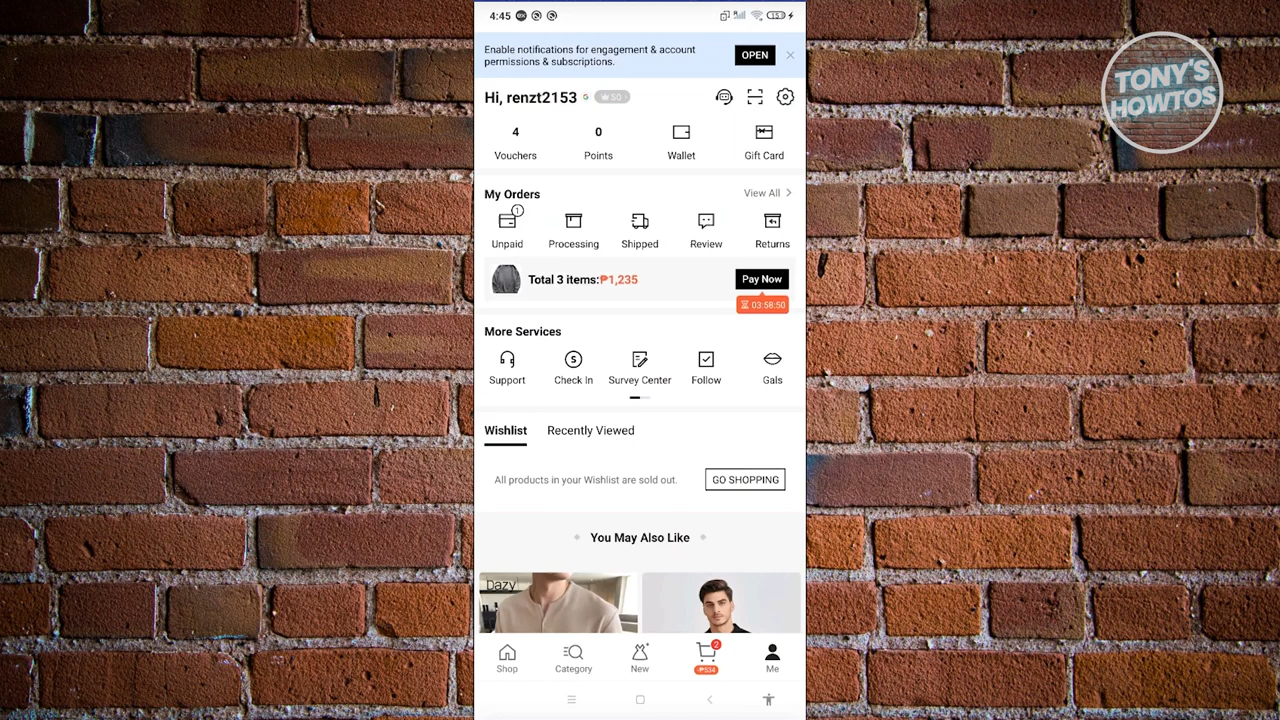 4:45
Enable notifications for engagement & account
permissions & subscriptions.
OPEN
Hi, renzt2153
50
4
0
Vouchers
Points
Wallet
Gift Card
My Orders
View All
1
Unpaid
Processing
Shipped
Review
Returns
Total 3 items:₱1,235
Pay Now
03:58:50
More Services
Support
Check In
Survey Center
Follow
Gals
Wishlist
Recently Viewed
All products in your Wishlist are sold out.
GO SHOPPING
You May Also Like
Dazy
Shop
Category
New
2
-₱534
Me
TONY'S
HOWTOS